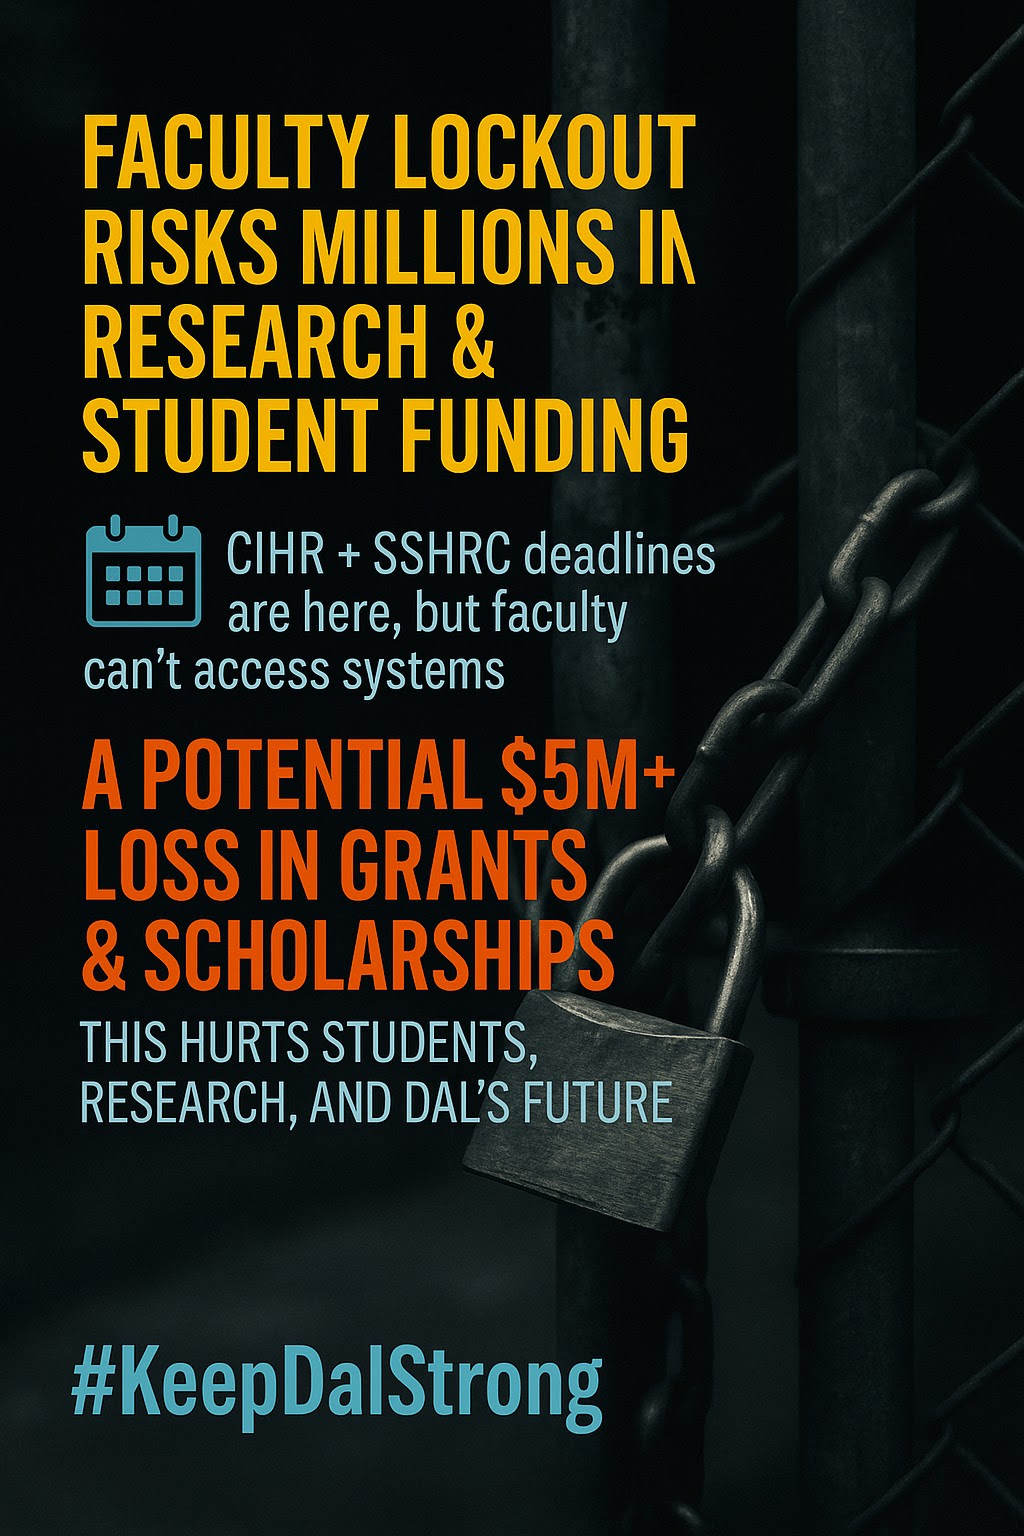 FACULTY LOCKOUT
RISKS MILLIONS IN
RESEARCH &
STUDENT FUNDING
CIHR + SSHRC deadlines
are here, but faculty
can't access systems
A POTENTIAL $5M+
LOSS IN GRANTS
& SCHOLARSHIPS
THIS HURTS STUDENTS,
RESEARCH, AND DAL'S FUTURE
#KeepDalStrong